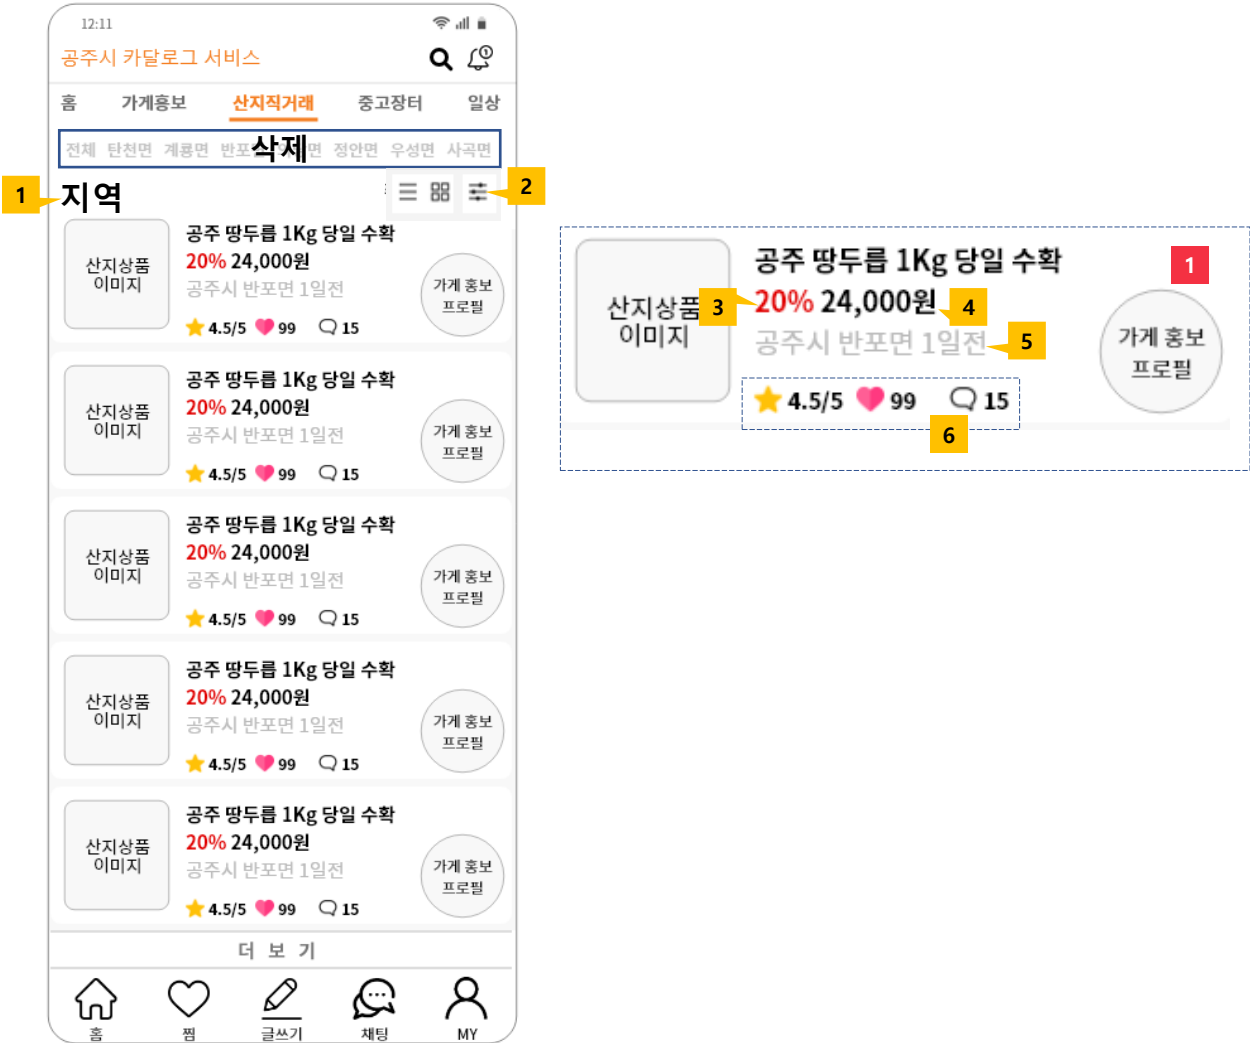 12:11
공주시 카달로그 서비스
홈 가게홍보 산지직거래 중고장터 일상
전체 탄천면 계룡면 반포 면 정안면 우성면 사곡면
삭제
1 지역 2
산지상품
이미지
공주 땅두릅 1Kg 당일 수확
20% 24,000원
공주시 반포면 1일전
4.5/5 99 15
가게 홍보
프로필
산지상품
이미지
공주 땅두릅 1Kg 당일 수확
20% 24,000원
공주시 반포면 1일전
4.5/5 99 15
가게 홍보
프로필
산지상품
이미지
공주 땅두릅 1Kg 당일 수확
20% 24,000원
공주시 반포면 1일전
4.5/5 99 15
가게 홍보
프로필
산지상품
이미지
공주 땅두릅 1Kg 당일 수확
20% 24,000원
공주시 반포면 1일전
4.5/5 99 15
가게 홍보
프로필
산지상품
이미지
공주 땅두릅 1Kg 당일 수확
20% 24,000원
공주시 반포면 1일전
4.5/5 99 15
가게 홍보
프로필
더 보 기
홈 찜 글쓰기 채팅 MY
산지상품
이미지
공주 땅두릅 1Kg 당일 수확
3 20% 24,000원 4
공주시 반포면 1일전 5
4.5/5 99 15
6
1
가게 홍보
프로필